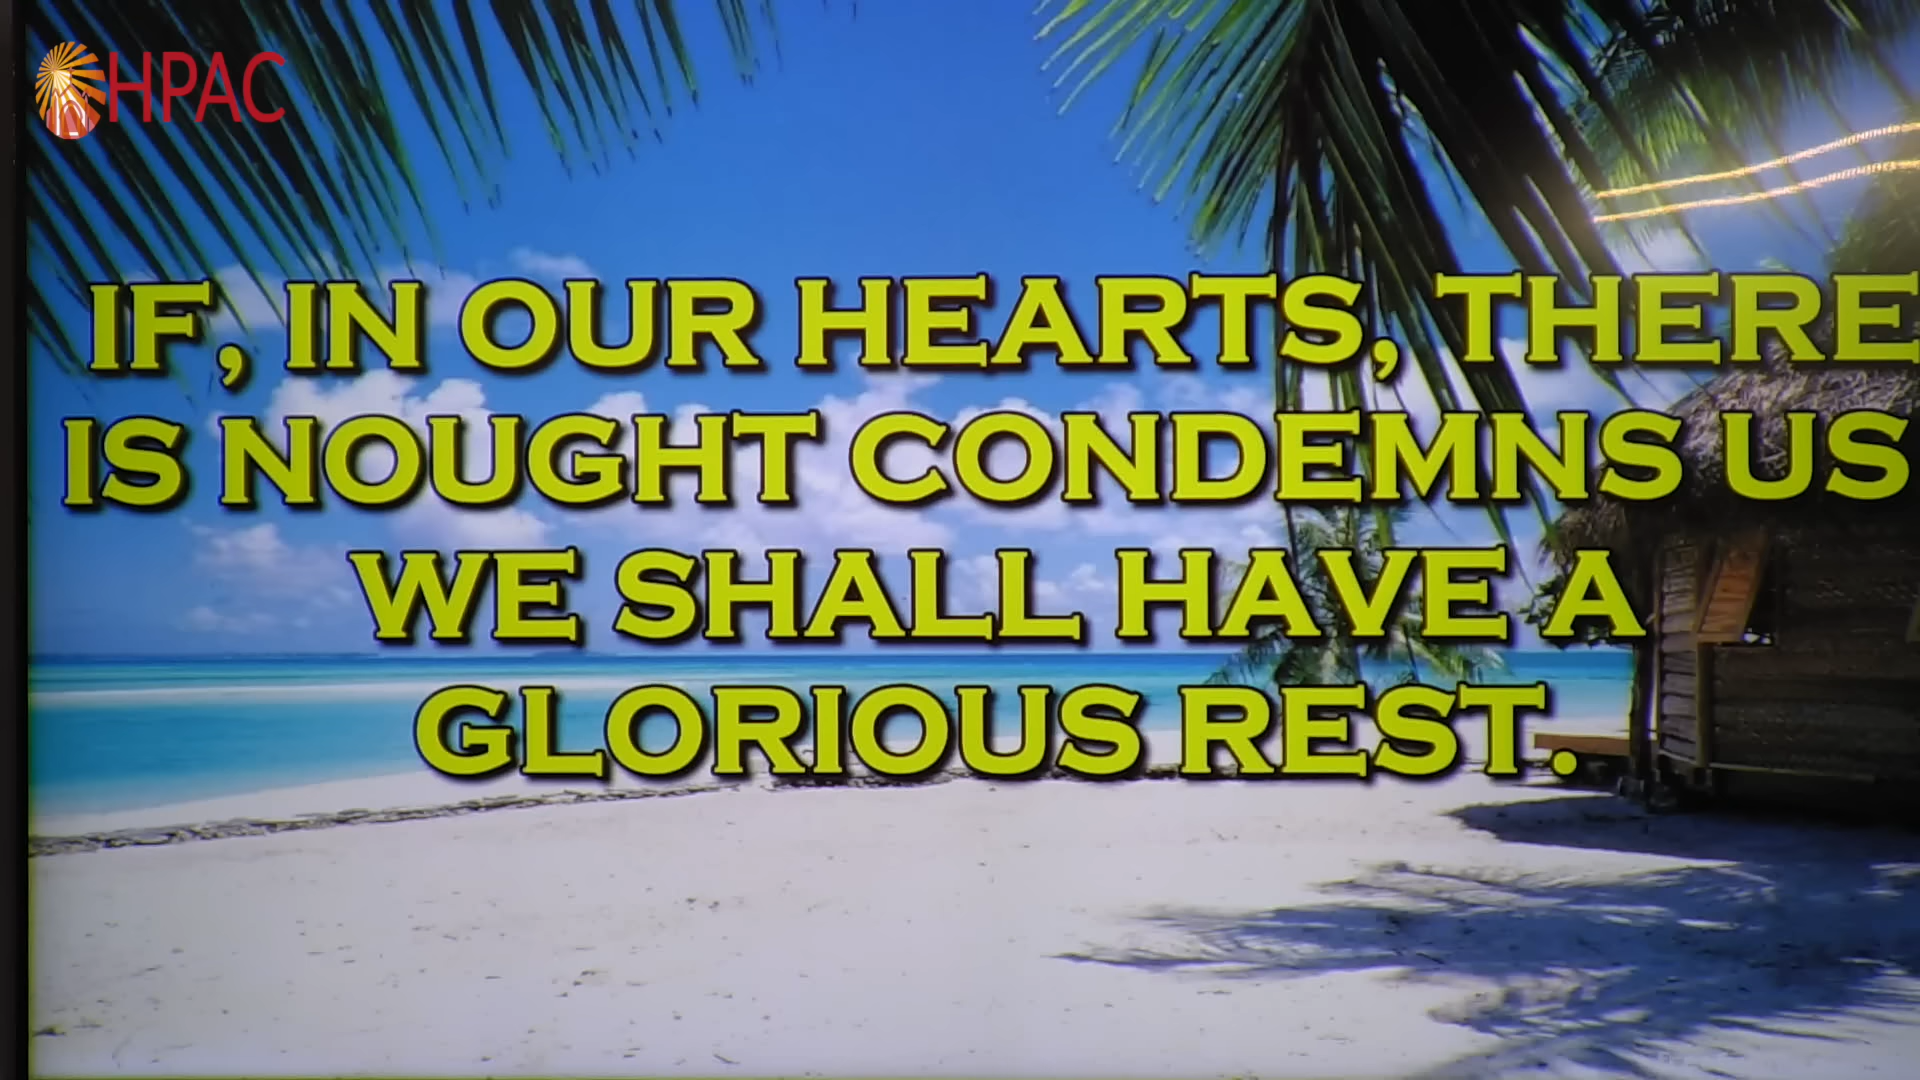 HPAC
IF, IN OUR HEARTS, THERE
IS NOUGHT CONDEMNS US
WE SHALL HAVE A
GLORIOUS REST.